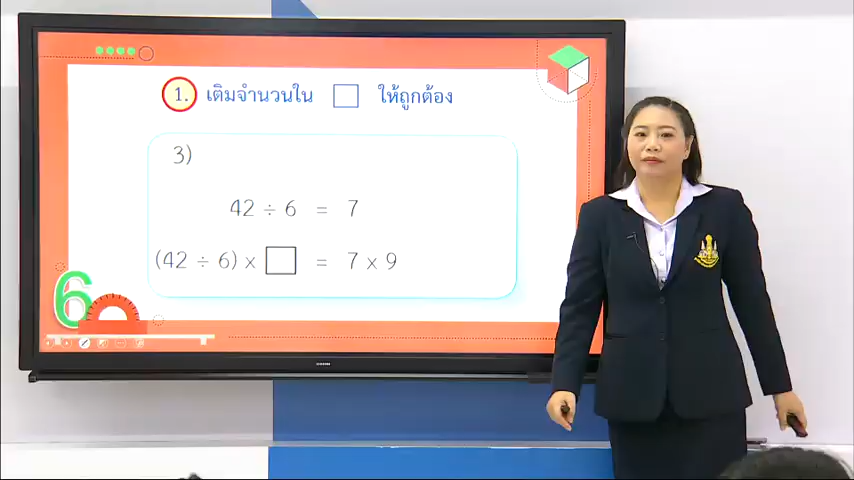 1. เติมจำนวนใน □ ให้ถูกต้อง
3)
42 ÷ 6 = 7
(42 ÷ 6) × □ = 7 × 9
6